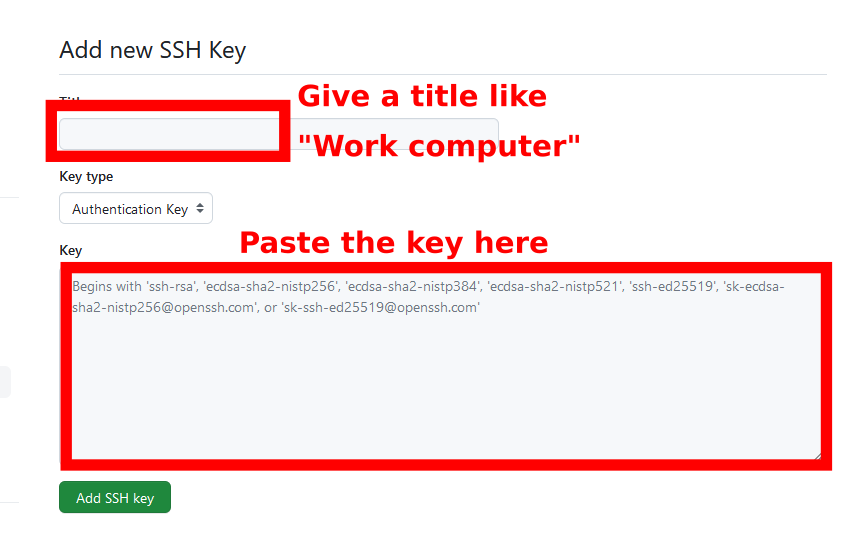 Add new SSH Key
Title
Give a title like
"Work computer"
Key type
Authentication Key
Key
Paste the key here
Begins with 'ssh-rsa', 'ecdsa-sha2-nistp256', 'ecdsa-sha2-nistp384', 'ecdsa-sha2-nistp521', 'ssh-ed25519', 'sk-ecdsa-
sha2-nistp256@openssh.com', or 'sk-ssh-ed25519@openssh.com'
Add SSH key